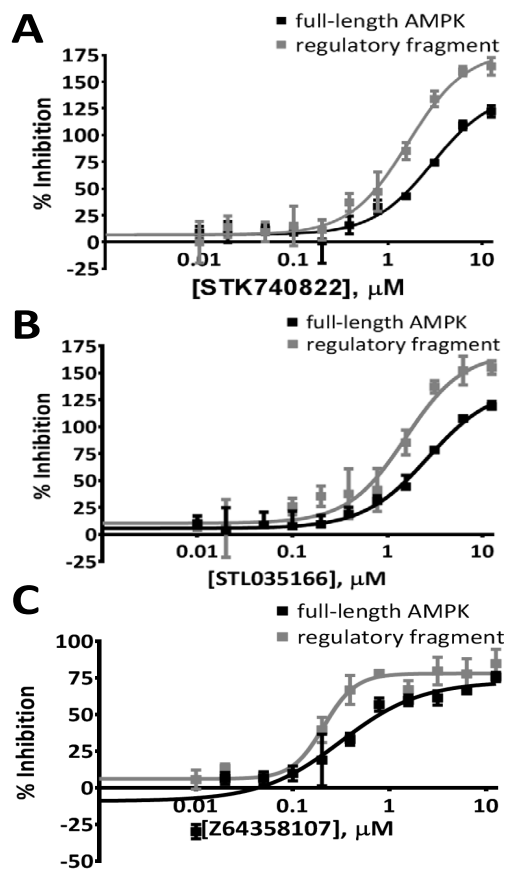 A
full-length AMPK
regulatory fragment
175
150
125
100
75
50
25
0
-25
% Inhibition
0.01 0.1 1 10
[STK740822], μM
B
full-length AMPK
regulatory fragment
175
150
125
100
75
50
25
0
-25
% Inhibition
0.01 0.1 1 10
[STL035166], μM
C
full-length AMPK
regulatory fragment
100
75
50
25
0
-25
-50
% Inhibition
0.01 0.1 1 10
[Z64358107], μM